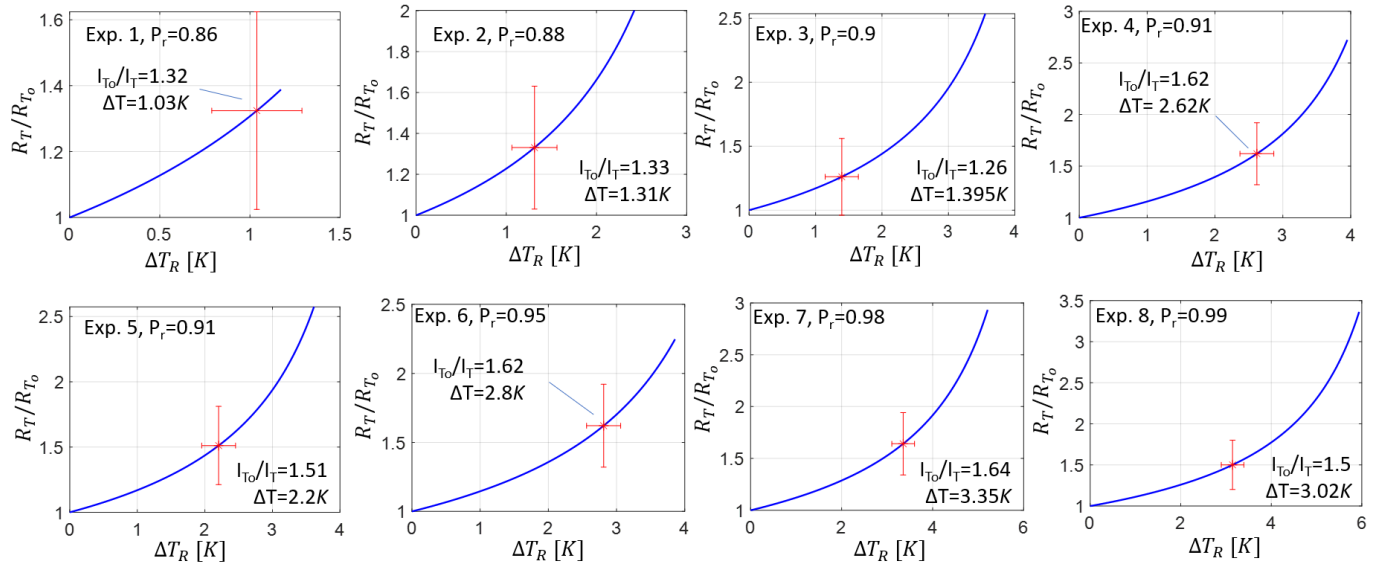 Exp. 1, Pr=0.86
ITo/IT=1.32
ΔT=1.03K
RT/RTo
1.6
1.4
1.2
1
0
0.5
1
1.5
ΔTR [K]
Exp. 2, Pr=0.88
ITo/IT=1.33
ΔT=1.31K
RT/RTo
2
1.8
1.6
1.4
1.2
1
0
1
2
3
ΔTR [K]
Exp. 3, Pr=0.9
ITo/IT=1.26
ΔT=1.395K
RT/RTo
2.5
2
1.5
1
0
1
2
3
4
ΔTR [K]
Exp. 4, Pr=0.91
ITo/IT=1.62
ΔT= 2.62K
RT/RTo
3
2.5
2
1.5
1
0
1
2
3
4
ΔTR [K]
Exp. 5, Pr=0.91
ITo/IT=1.51
ΔT=2.2K
RT/RTo
2.5
2
1.5
1
0
1
2
3
4
ΔTR [K]
Exp. 6, Pr=0.95
ITo/IT=1.62
ΔT=2.8K
RT/RTo
2.5
2
1.5
1
0
1
2
3
4
ΔTR [K]
Exp. 7, Pr=0.98
ITo/IT=1.64
ΔT=3.35K
RT/RTo
3
2.5
2
1.5
1
0
2
4
6
ΔTR [K]
Exp. 8, Pr=0.99
ITo/IT=1.5
ΔT=3.02K
RT/RTo
3.5
3
2.5
2
1.5
1
0
2
4
6
ΔTR [K]